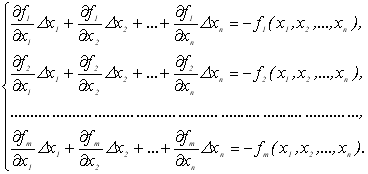 ∂f₁/∂x₁ Δx₁ + ∂f₁/∂x₂ Δx₂ + ... + ∂f₁/∂xₙ Δxₙ = − f₁ ( x₁ , x₂ ,..., xₙ ),
∂f₂/∂x₁ Δx₁ + ∂f₂/∂x₂ Δx₂ + ... + ∂f₂/∂xₙ Δxₙ = − f₂ ( x₁ , x₂ ,..., xₙ ),
.................................................................................,
∂fₘ/∂x₁ Δx₁ + ∂fₘ/∂x₂ Δx₂ + ... + ∂fₘ/∂xₙ Δxₙ = − fₘ ( x₁ , x₂ ,..., xₙ ).